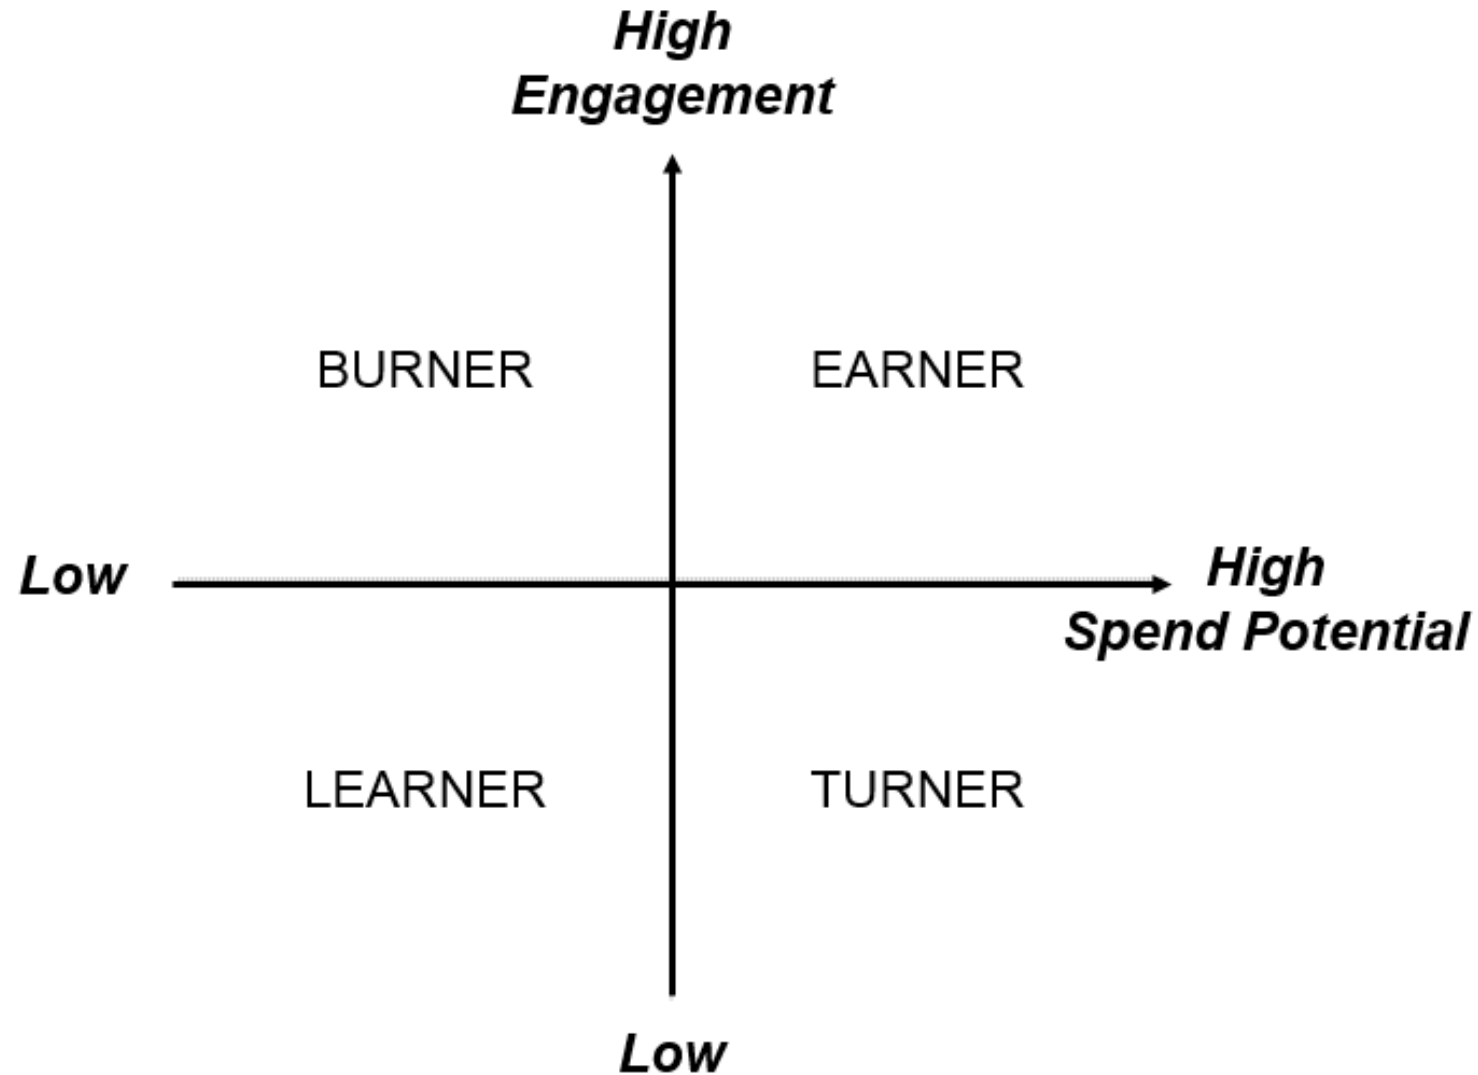 High
Engagement
BURNER
EARNER
Low
High
Spend Potential
LEARNER
TURNER
Low